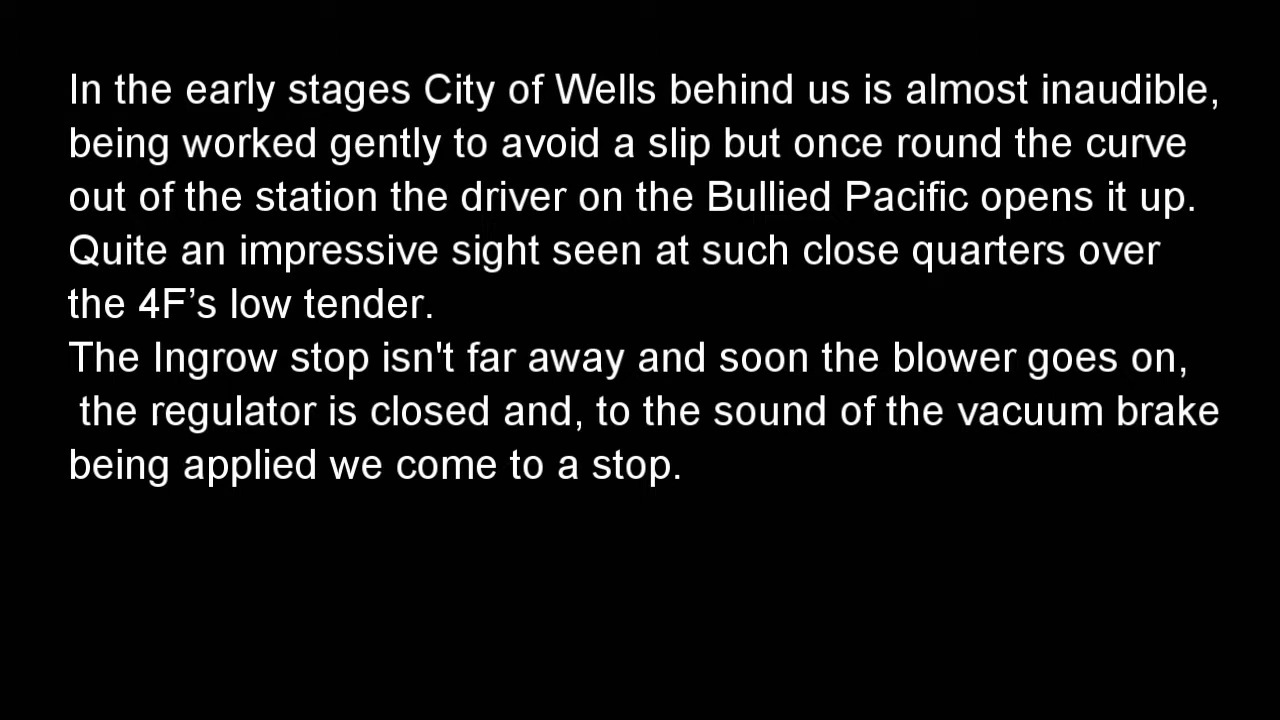 In the early stages City of Wells behind us is almost inaudible,
being worked gently to avoid a slip but once round the curve
out of the station the driver on the Bullied Pacific opens it up.
Quite an impressive sight seen at such close quarters over
the 4F’s low tender.
The Ingrow stop isn't far away and soon the blower goes on,
the regulator is closed and, to the sound of the vacuum brake
being applied we come to a stop.